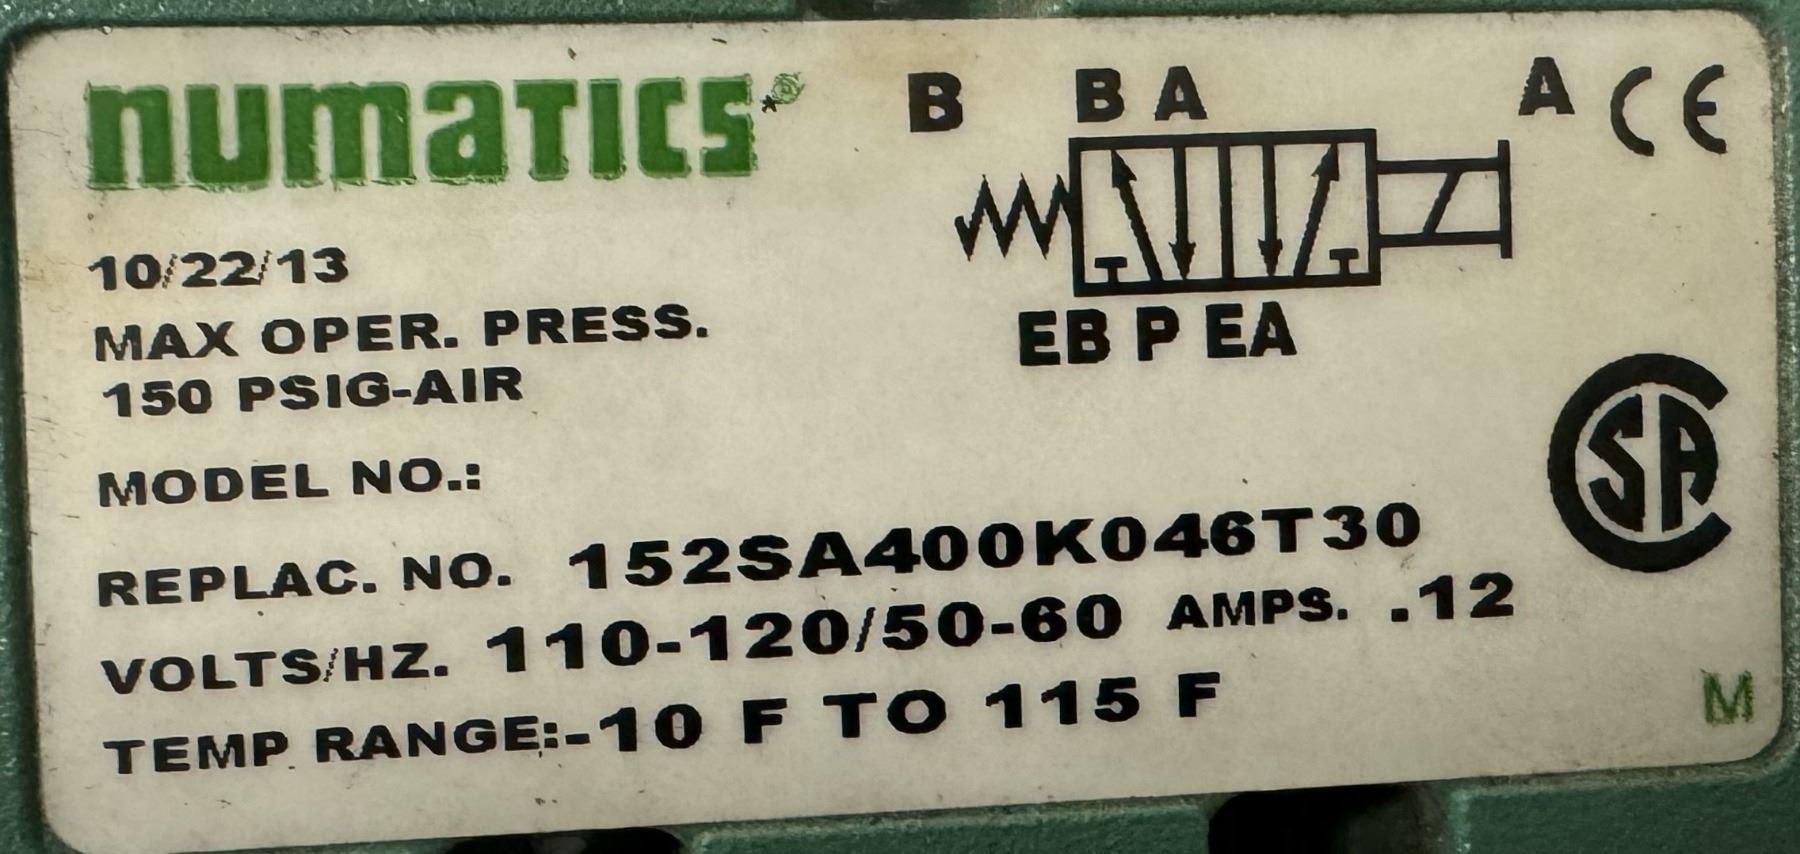 numatics
B B A A CE
10/22/13
MAX OPER. PRESS.
EB P EA
150 PSIG-AIR
MODEL NO.:
SA
REPLAC. NO. 152SA400K046T30
VOLTS/HZ. 110-120/50-60 AMPS. .12
TEMP RANGE:-10 F TO 115 F
M